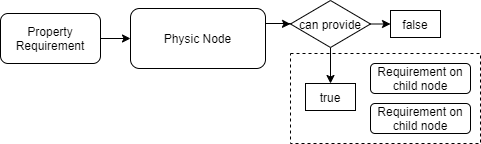 Property
Requirement
Physic Node
can provide
false
true
Requirement on
child node
Requirement on
child node